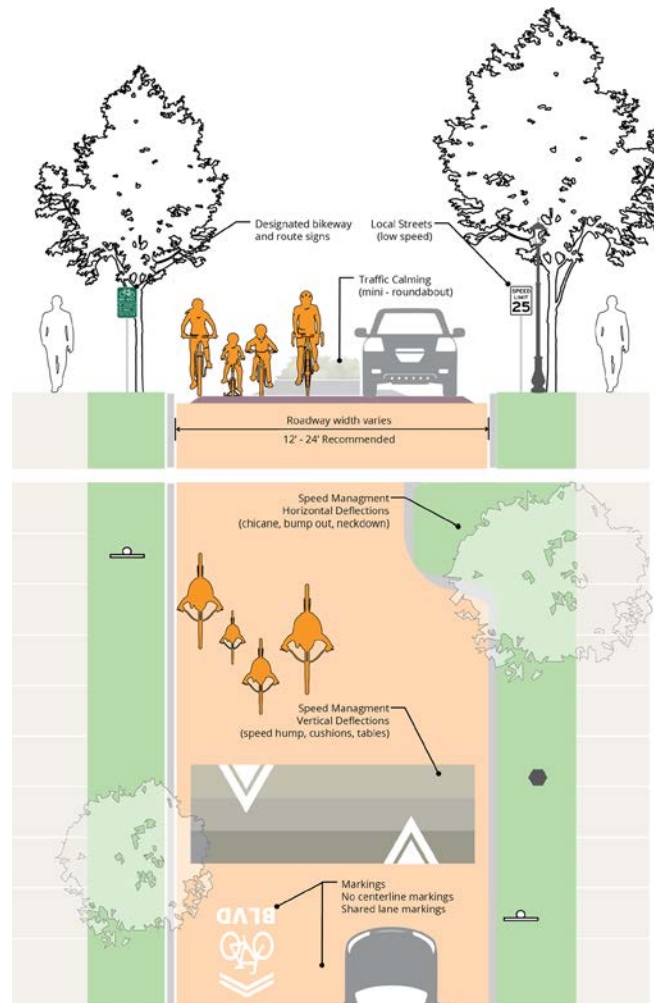 Designated bikeway
and route signs
Local Streets
(low speed)
Traffic Calming
(mini - roundabout)
SPEED
LIMIT
25
Roadway width varies
12' - 24' Recommended
Speed Managment
Horizontal Deflections
(chicane, bump out, neckdown)
Speed Managment
Vertical Deflections
(speed hump, cushions, tables)
Markings
No centerline markings
Shared lane markings
BLVD